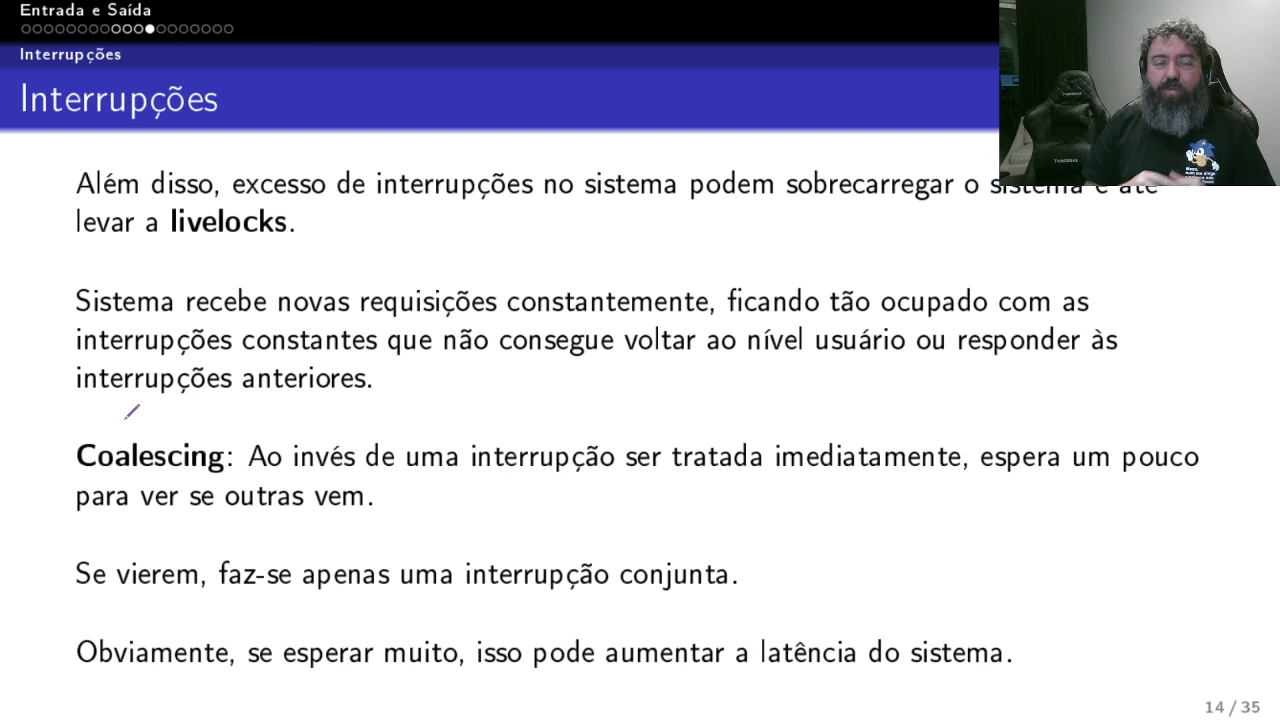 Entrada e Saída
Interrupções
Interrupções
Além disso, excesso de interrupções no sistema podem sobrecarregar o sistema e até
levar a livelocks.
Sistema recebe novas requisições constantemente, ficando tão ocupado com as
interrupções constantes que não consegue voltar ao nível usuário ou responder às
interrupções anteriores.
Coalescing: Ao invés de uma interrupção ser tratada imediatamente, espera um pouco
para ver se outras vem.
Se vierem, faz-se apenas uma interrupção conjunta.
Obviamente, se esperar muito, isso pode aumentar a latência do sistema.
14 / 35